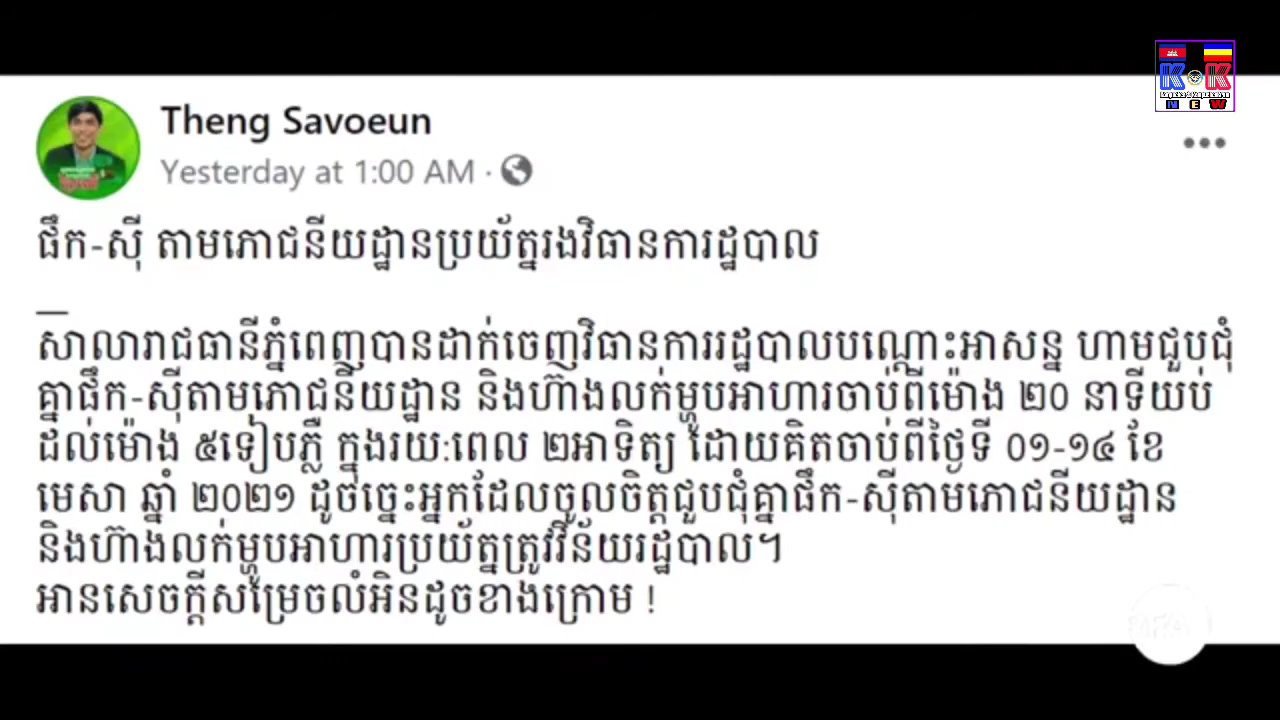 Theng Savoeun
Yesterday at 1:00 AM ·
ផឹក-ស៊ី តាមភោជនីយដ្ឋានប្រយ័ត្នរងវិធានការដ្ឋបាល
សាលារាជធានីភ្នំពេញបានដាក់ចេញវិធានការរដ្ឋបាលបណ្ដោះអាសន្ន ហាមជួបជុំ
គ្នាផឹក-ស៊ីតាមភោជនីយដ្ឋាន និងហ៊ាងលក់ម្ហូបអាហារចាប់ពីម៉ោង ២០ នាទីយប់
ដល់ម៉ោង ៥ទៀបភ្លឺ ក្នុងរយ:ពេល ២អាទិត្យ ដោយគិតចាប់ពីថ្ងៃទី ០១-១៤ ខែ
មេសា ឆ្នាំ ២០២១ ដូច្នេះអ្នកដែលចូលចិត្តជួបជុំគ្នាផឹក-ស៊ីតាមភោជនីយដ្ឋាន
និងហ៊ាងលក់ម្ហូបអាហារប្រយ័ត្នត្រូវវិន័យរដ្ឋបាល។
អានសេចក្ដីសម្រេចលំអិនដូចខាងក្រោម !
K K
NEW